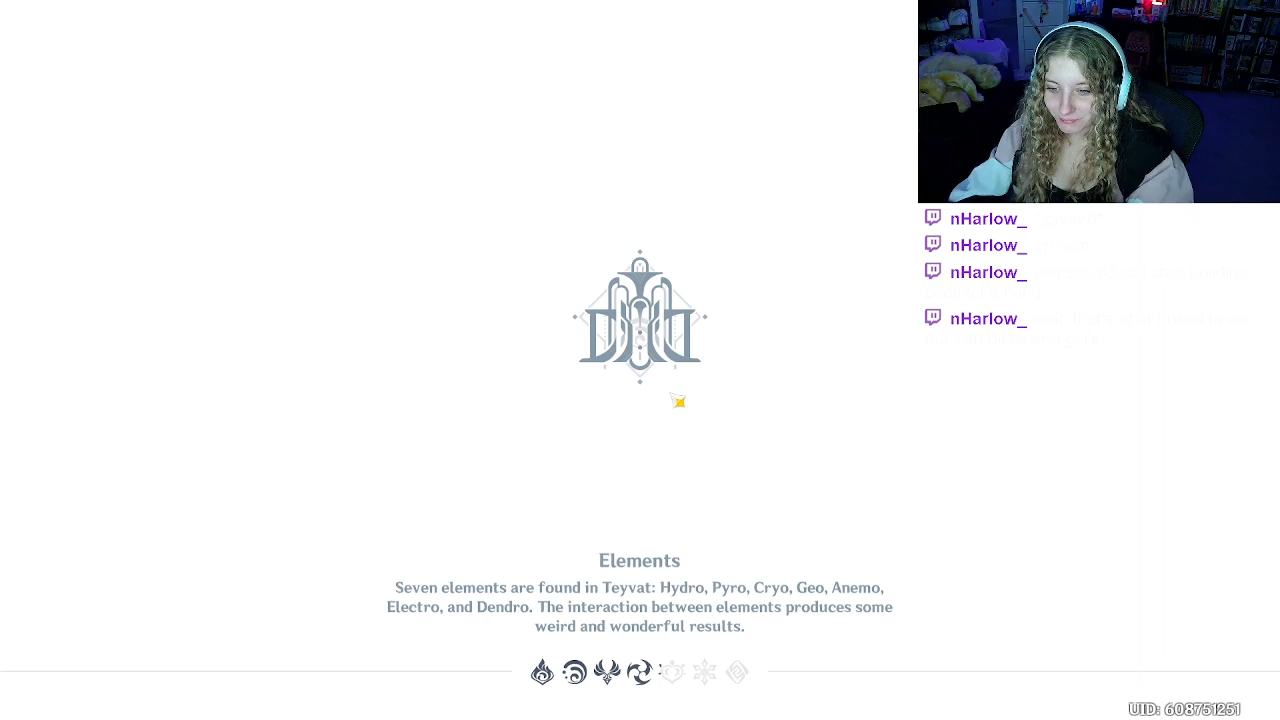 nHarlow_
nHarlow_
nHarlow_
nHarlow_
Elements
Seven elements are found in Teyvat: Hydro, Pyro, Cryo, Geo, Anemo,
Electro, and Dendro. The interaction between elements produces some
weird and wonderful results.
UID: 608751251